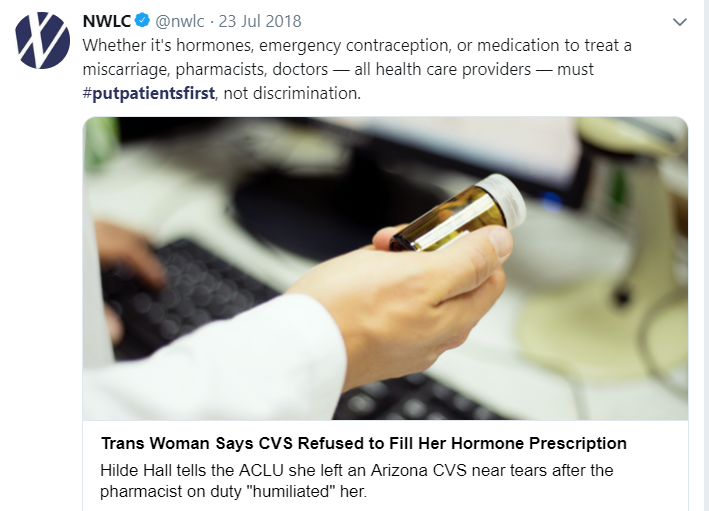 NWLC @nwlc · 23 Jul 2018
Whether it's hormones, emergency contraception, or medication to treat a
miscarriage, pharmacists, doctors — all health care providers — must
#putpatientsfirst, not discrimination.
Trans Woman Says CVS Refused to Fill Her Hormone Prescription
Hilde Hall tells the ACLU she left an Arizona CVS near tears after the
pharmacist on duty "humiliated" her.